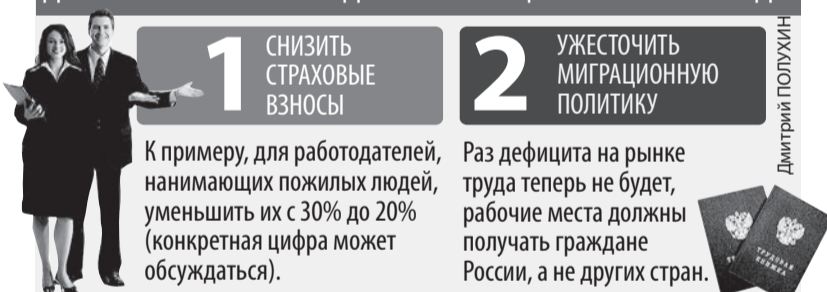 1
СНИЗИТЬ
СТРАХОВЫЕ
ВЗНОСЫ
К примеру, для работодателей,
нанимающих пожилых людей,
уменьшить их с 30% до 20%
(конкретная цифра может
обсуждаться).
2
УЖЕСТОЧИТЬ
МИГРАЦИОННУЮ
ПОЛИТИКУ
Раз дефицита на рынке
труда теперь не будет,
рабочие места должны
получать граждане
России, а не других стран.
Дмитрий ПОЛУХИН
ТРУДОВАЯ
КНИЖКА